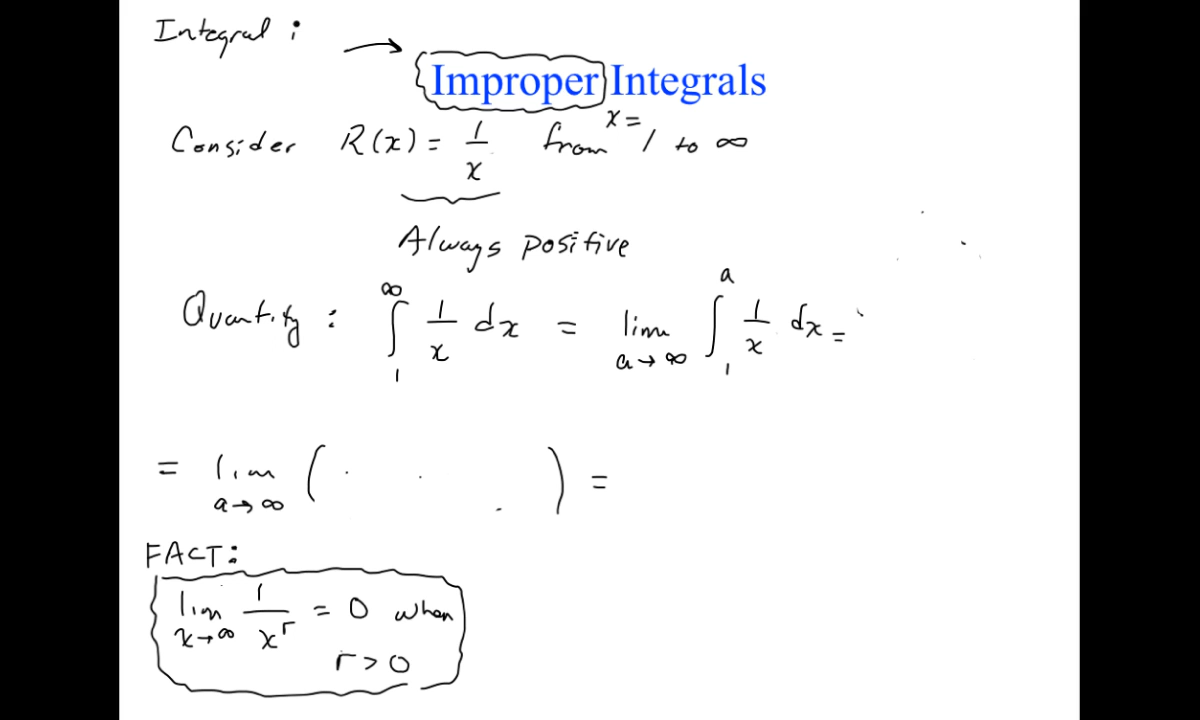 Integral :
→ Improper Integrals
Consider R(x) = 1/x from x = 1 to ∞
Always positive
Quantity : ∫₁^∞ 1/x dx = lim_{a→∞} ∫₁^a 1/x dx =
= lim_{a→∞} (          ) =
FACT:
lim_{x→∞} 1/x^r = 0 when
r > 0